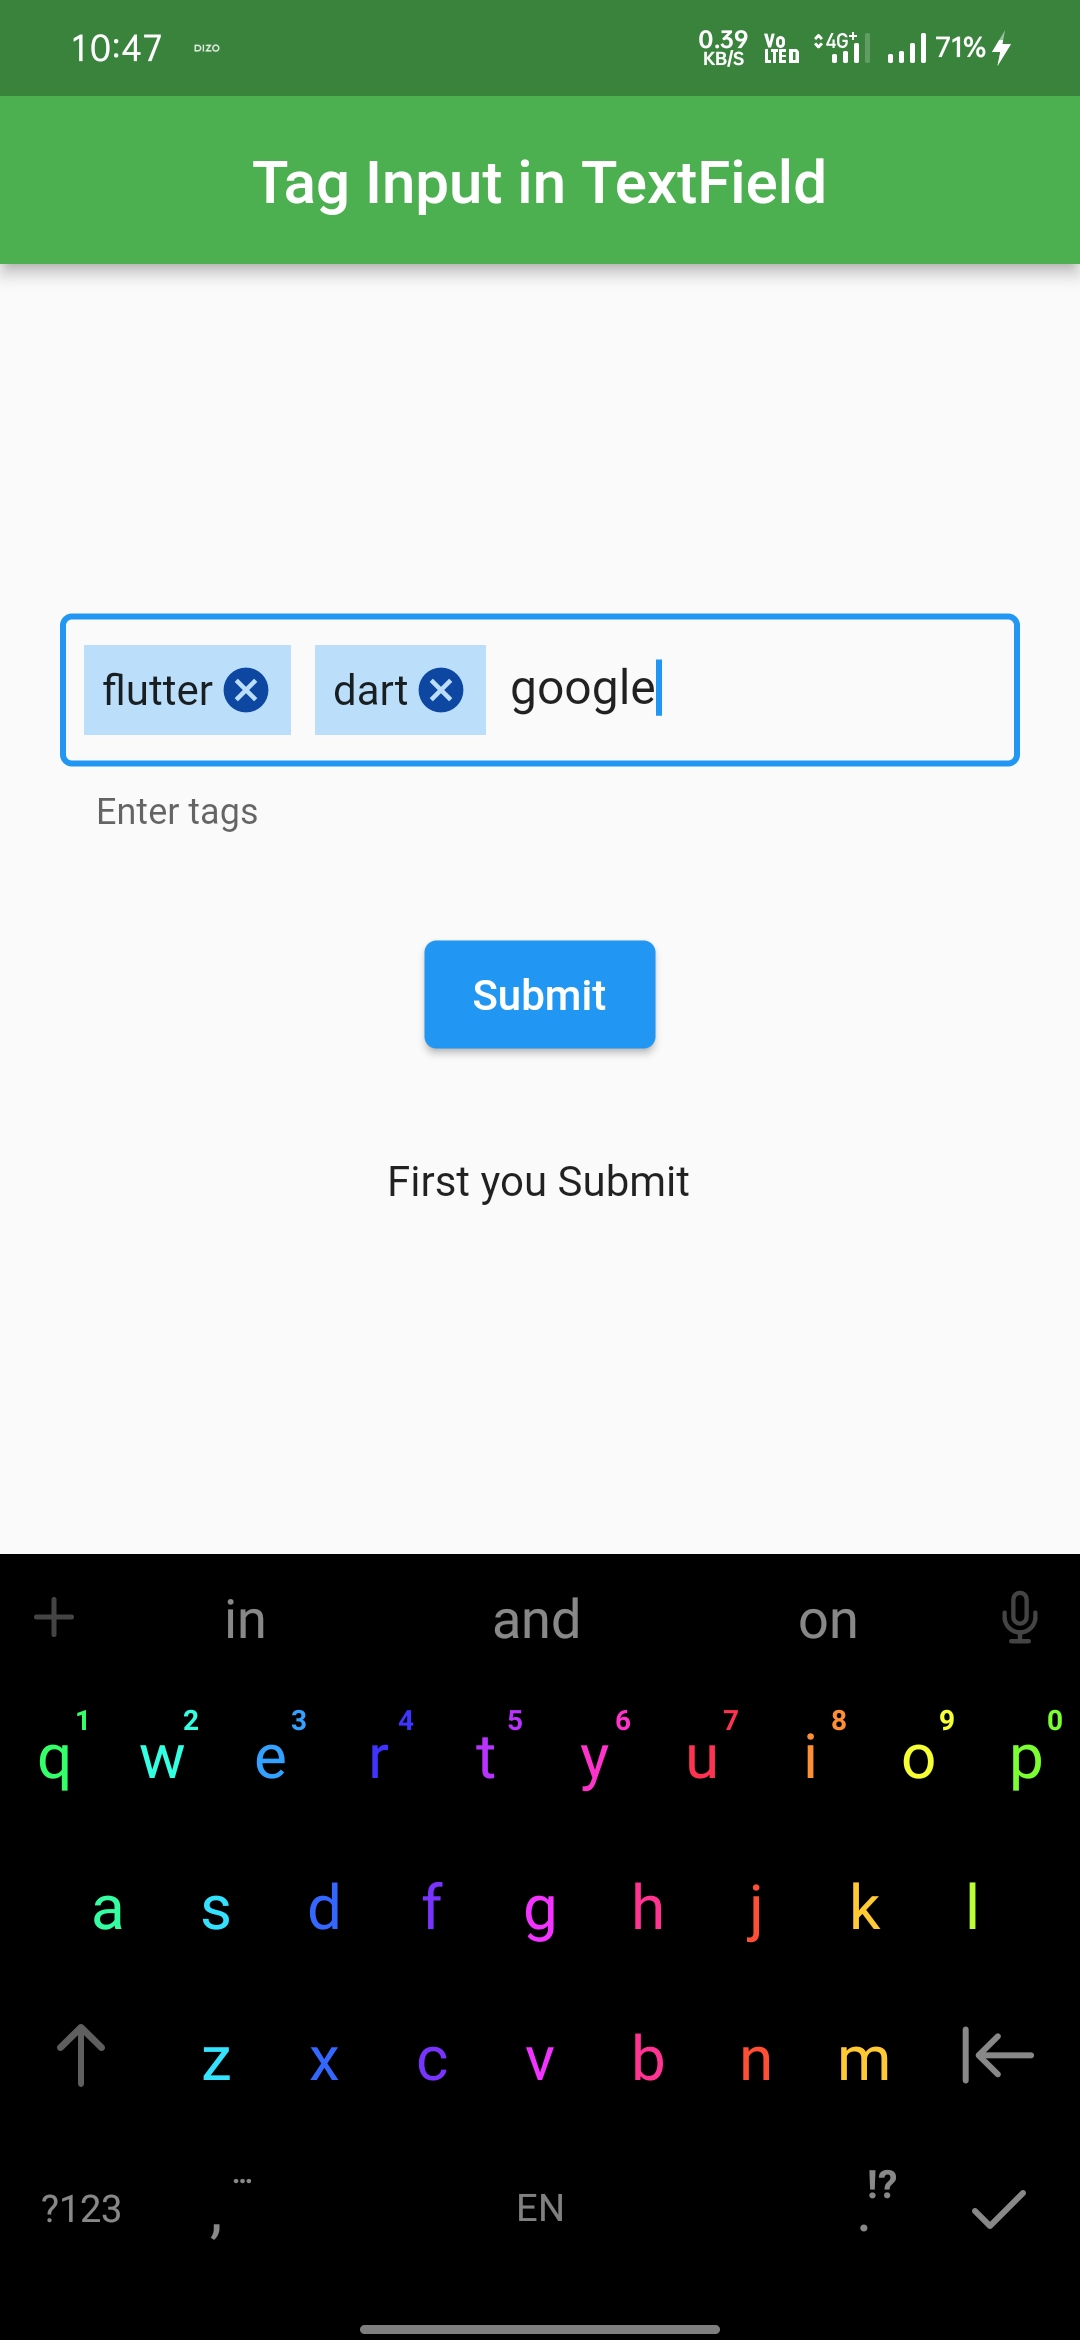 10:47 DIZO 0.39 KB/S Vo LTE D 4G+ 71%
Tag Input in TextField
flutter dart google
Enter tags
Submit
First you Submit
in and on
1 2 3 4 5 6 7 8 9 0
q w e r t y u i o p
a s d f g h j k l
z x c v b n m
?123 , ... EN . !?